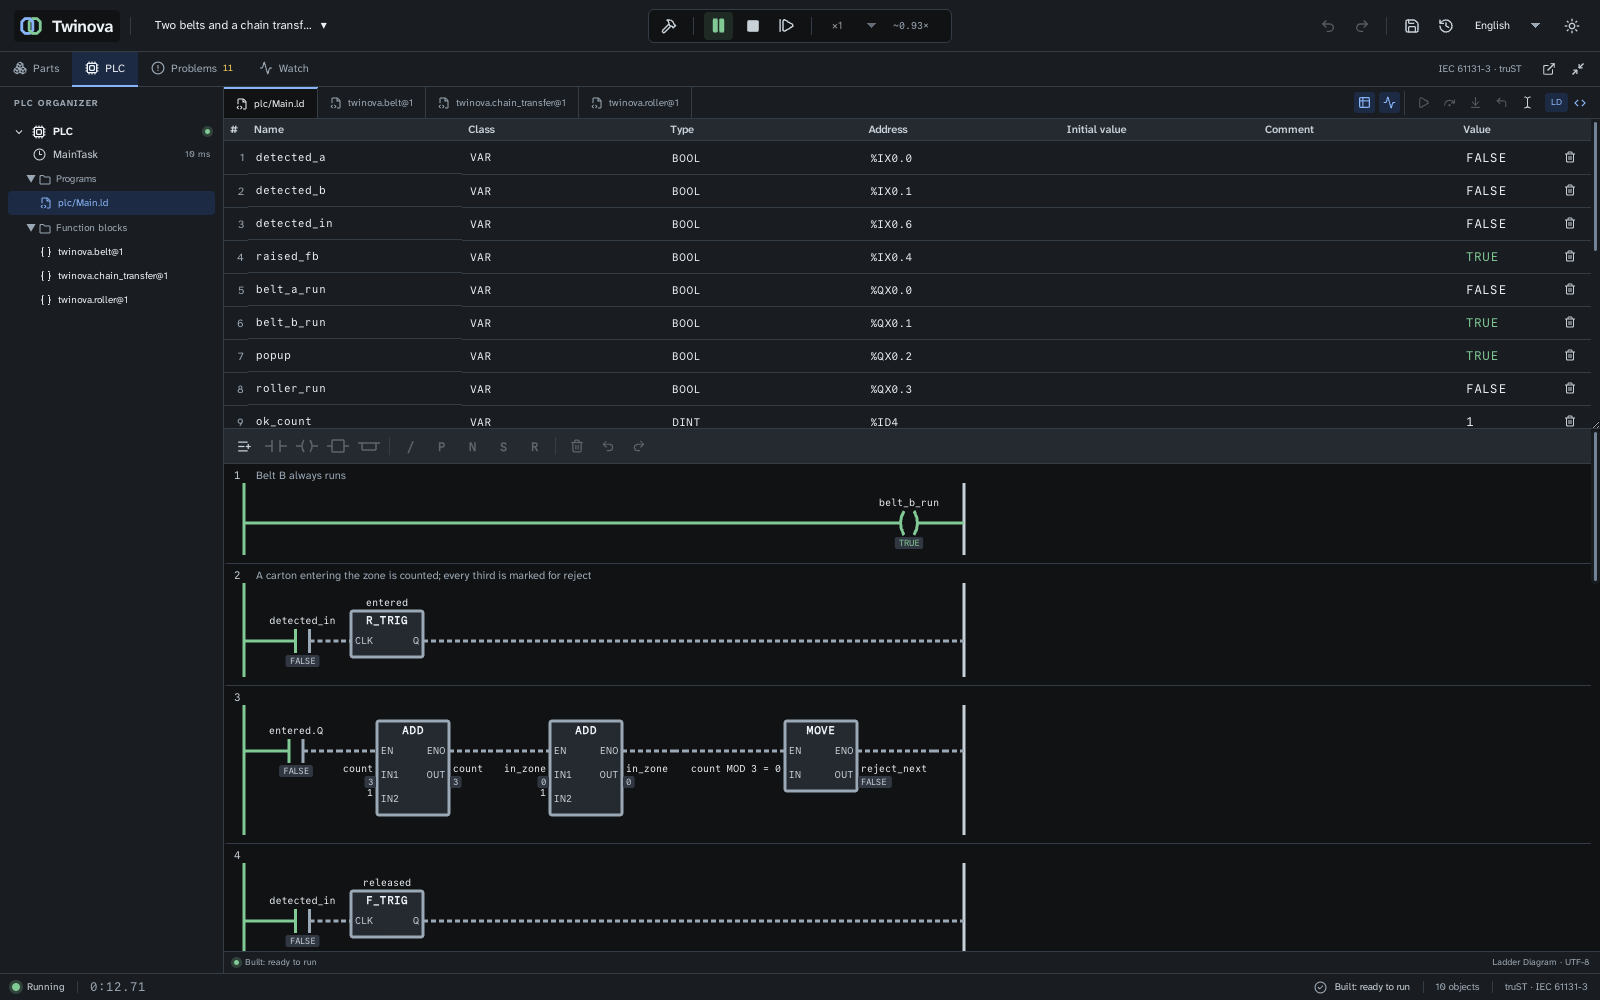 Twinova
Two belts and a chain transf...
×1
~0.93×
English
Parts
PLC
Problems 11
Watch
IEC 61131-3 · truST
PLC ORGANIZER
PLC
MainTask 10 ms
Programs
plc/Main.ld
Function blocks
{ } twinova.belt@1
{ } twinova.chain_transfer@1
{ } twinova.roller@1
plc/Main.ld
twinova.belt@1
twinova.chain_transfer@1
twinova.roller@1
LD
# Name Class Type Address Initial value Comment Value
1 detected_a VAR BOOL %IX0.0 FALSE
2 detected_b VAR BOOL %IX0.1 FALSE
3 detected_in VAR BOOL %IX0.6 FALSE
4 raised_fb VAR BOOL %IX0.4 TRUE
5 belt_a_run VAR BOOL %QX0.0 FALSE
6 belt_b_run VAR BOOL %QX0.1 TRUE
7 popup VAR BOOL %QX0.2 TRUE
8 roller_run VAR BOOL %QX0.3 FALSE
9 ok_count VAR DINT %ID4 1
/ P N S R
1 Belt B always runs
belt_b_run
TRUE
2 A carton entering the zone is counted; every third is marked for reject
entered
detected_in R_TRIG
CLK Q
FALSE
3
entered.Q ADD ADD MOVE
EN ENO EN ENO EN ENO
FALSE count IN1 OUT count in_zone IN1 OUT in_zone count MOD 3 = 0 IN OUT reject_next
3 3 0 0 FALSE
1 IN2 1 IN2
4
released
detected_in F_TRIG
CLK Q
FALSE
Built: ready to run
Ladder Diagram · UTF-8
Running 0:12.71
Built: ready to run 10 objects truST · IEC 61131-3